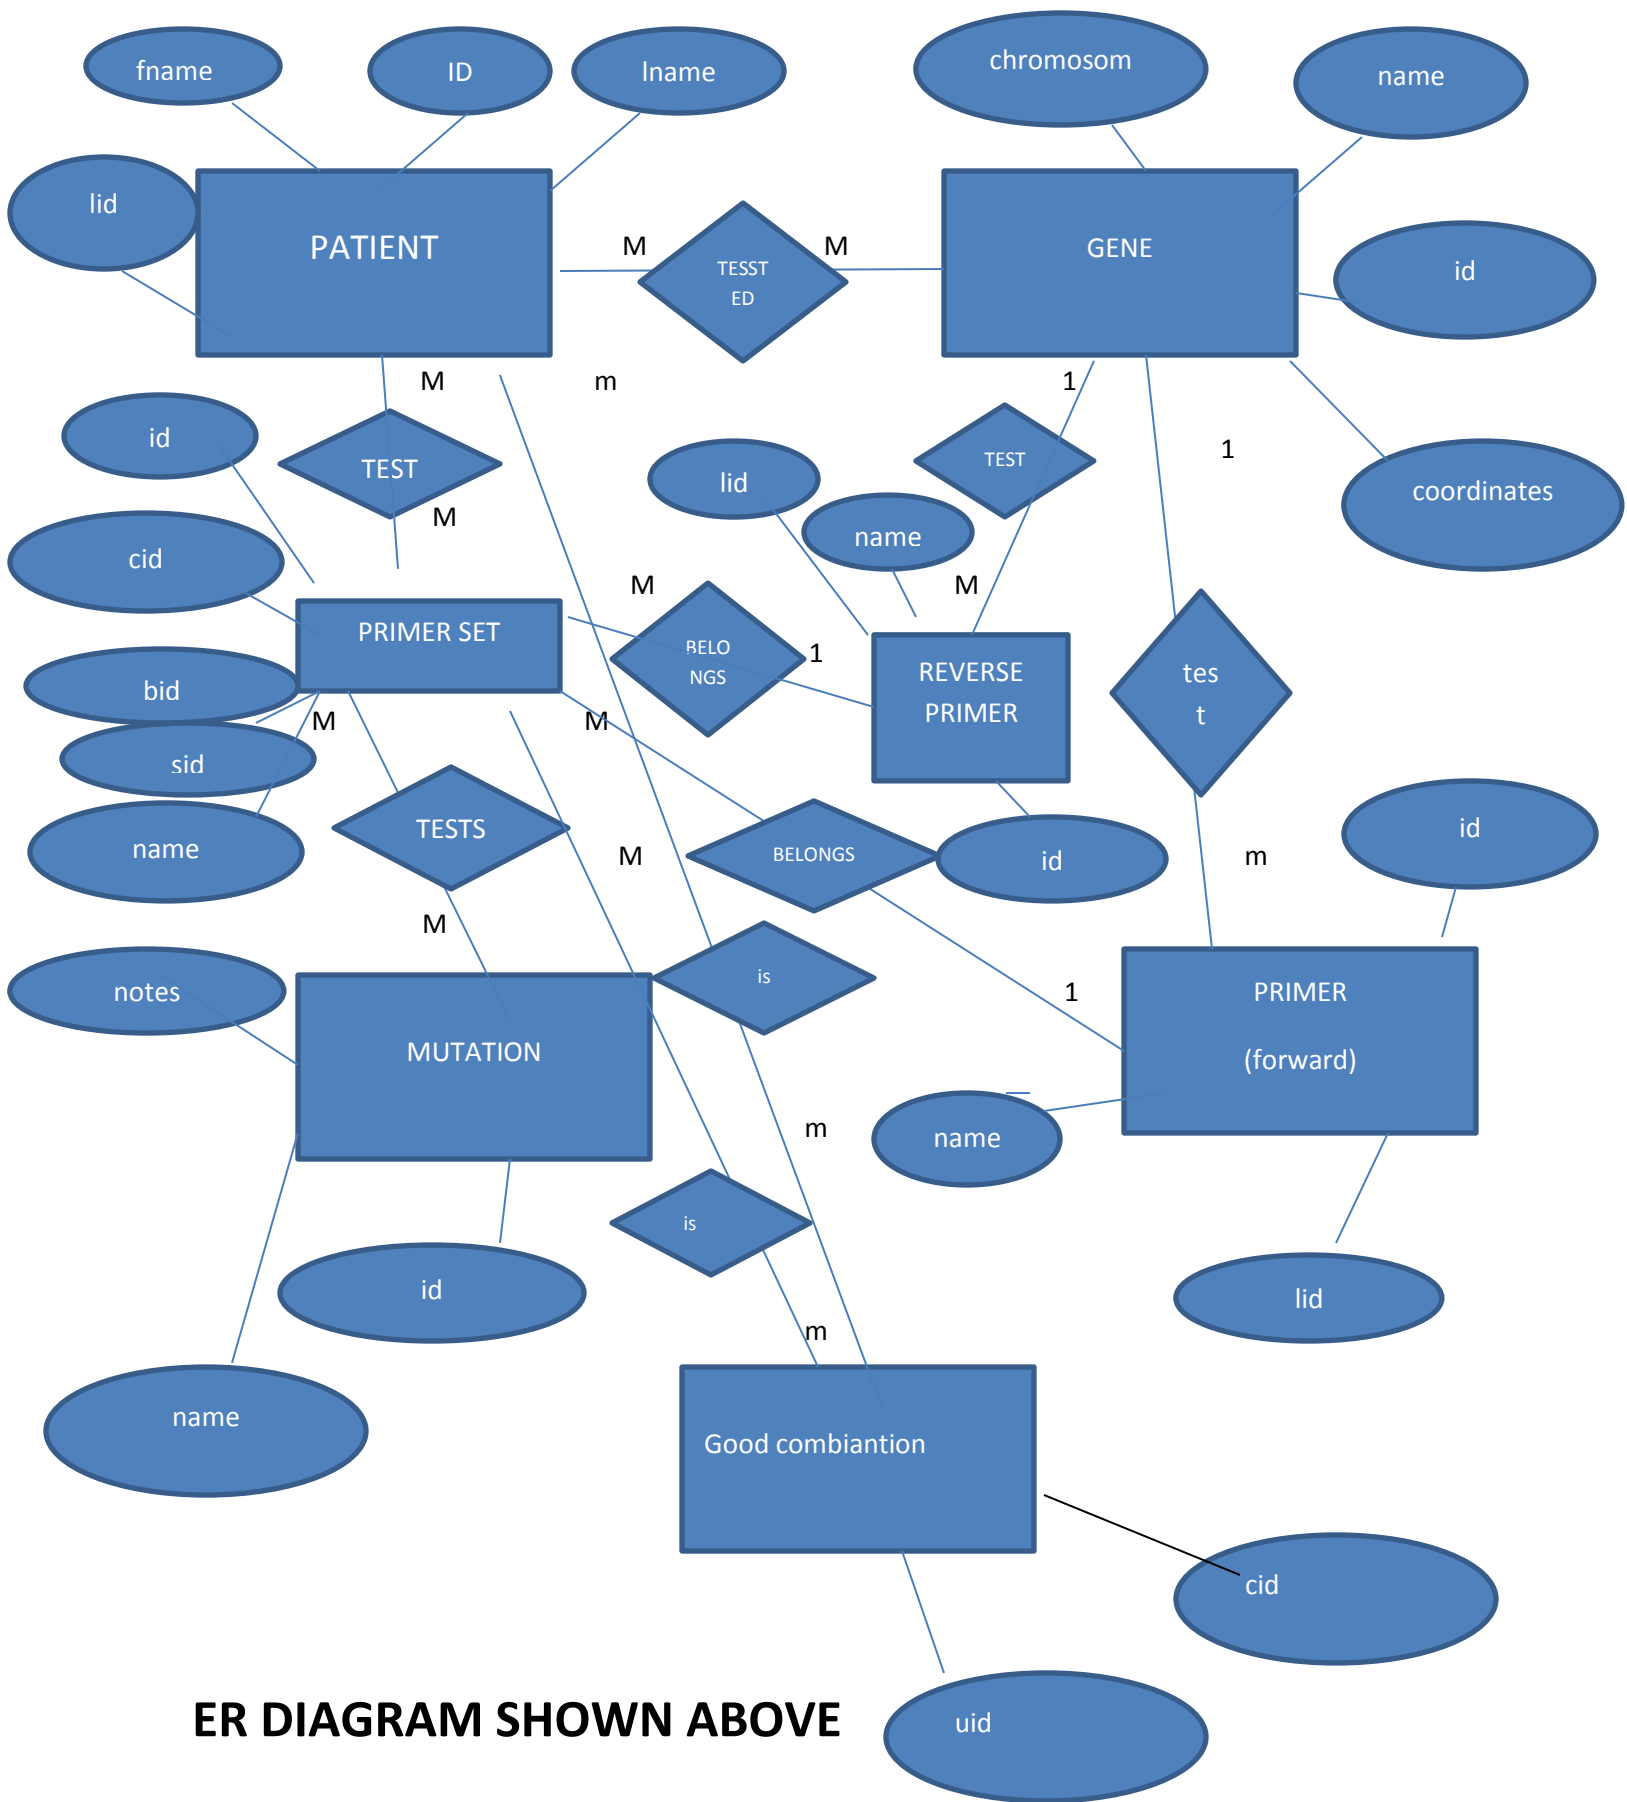 fname
ID
lname
chromosom
name
lid
PATIENT
M
M
GENE
TESST
ED
id
M
m
1
id
TEST
lid
TEST
1
coordinates
M
name
cid
M
M
PRIMER SET
BELO
NGS
1
REVERSE
PRIMER
tes
t
bid
M
M
sid
name
TESTS
M
BELONGS
id
m
id
M
notes
is
1
PRIMER
(forward)
MUTATION
m
name
is
id
lid
m
name
Good combiantion
cid
ER DIAGRAM SHOWN ABOVE
uid